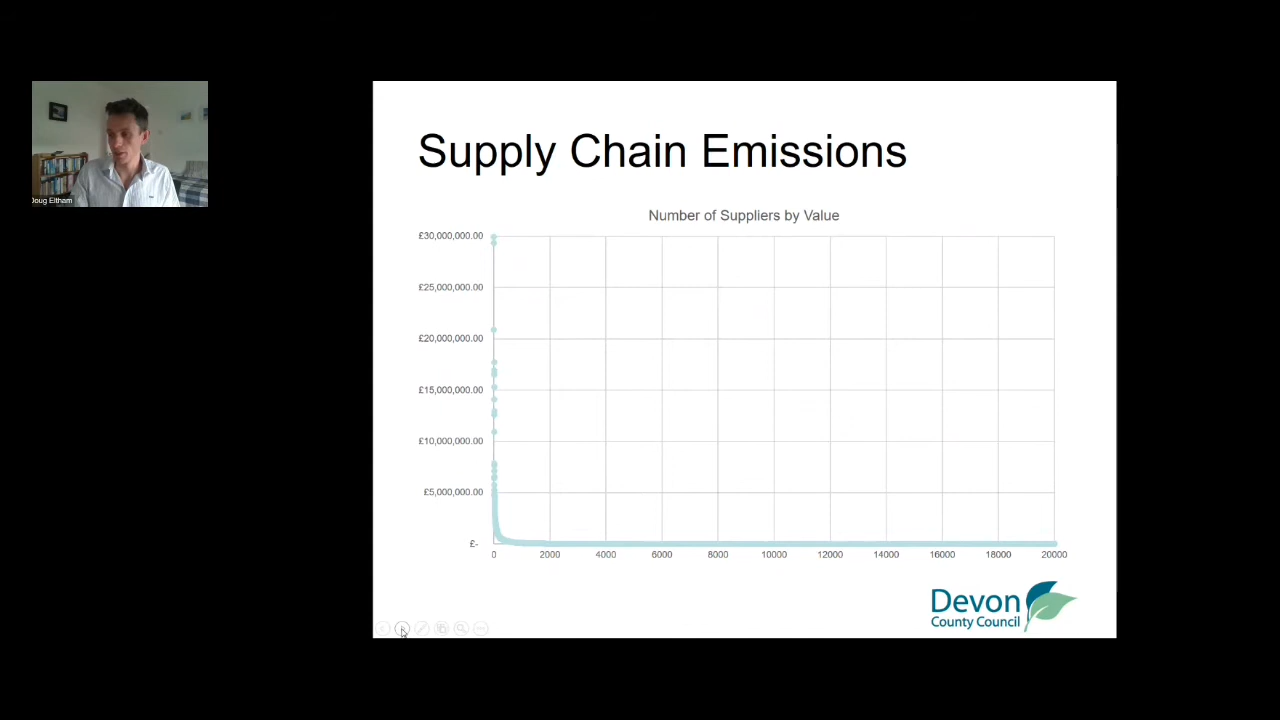 Doug Eltham
Supply Chain Emissions
Number of Suppliers by Value
£30,000,000.00
£25,000,000.00
£20,000,000.00
£15,000,000.00
£10,000,000.00
£5,000,000.00
£-
0 2000 4000 6000 8000 10000 12000 14000 16000 18000 20000
Devon
County Council